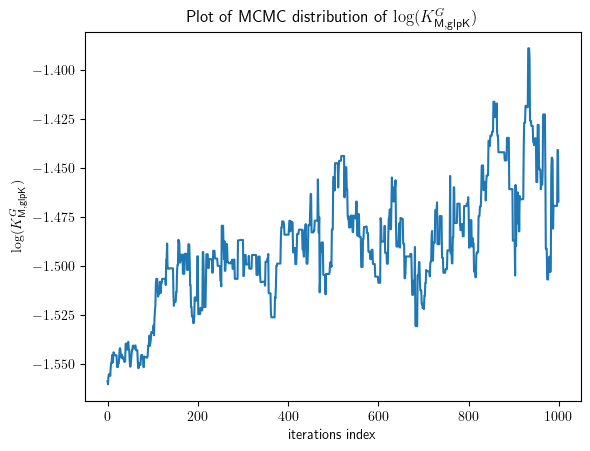 Plot of MCMC distribution of log(K^G_M,glpK)
log(K^G_M,glpK)
−1.400
−1.425
−1.450
−1.475
−1.500
−1.525
−1.550
0 200 400 600 800 1000
iterations index